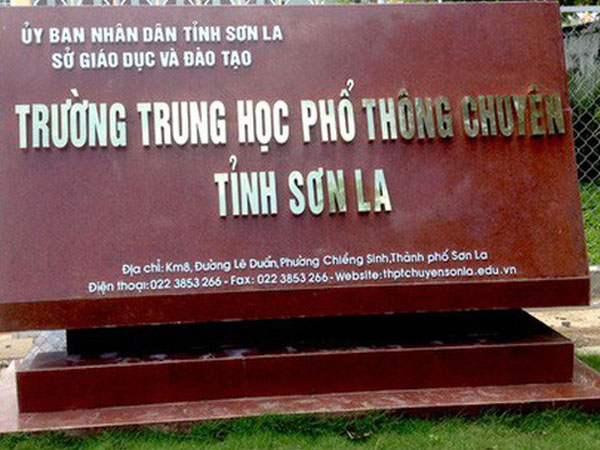 ỦY BAN NHÂN DÂN TỈNH SƠN LA
SỞ GIÁO DỤC VÀ ĐÀO TẠO
TRƯỜNG TRUNG HỌC PHỔ THÔNG CHUYÊN
TỈNH SƠN LA
Địa chỉ: Km8, Đường Lê Duẩn, Phường Chiềng Sinh, Thành phố Sơn La
Điện thoại: 022 3853 266 - Fax: 022 3853 266 - Website: thptchuyensonla.edu.vn